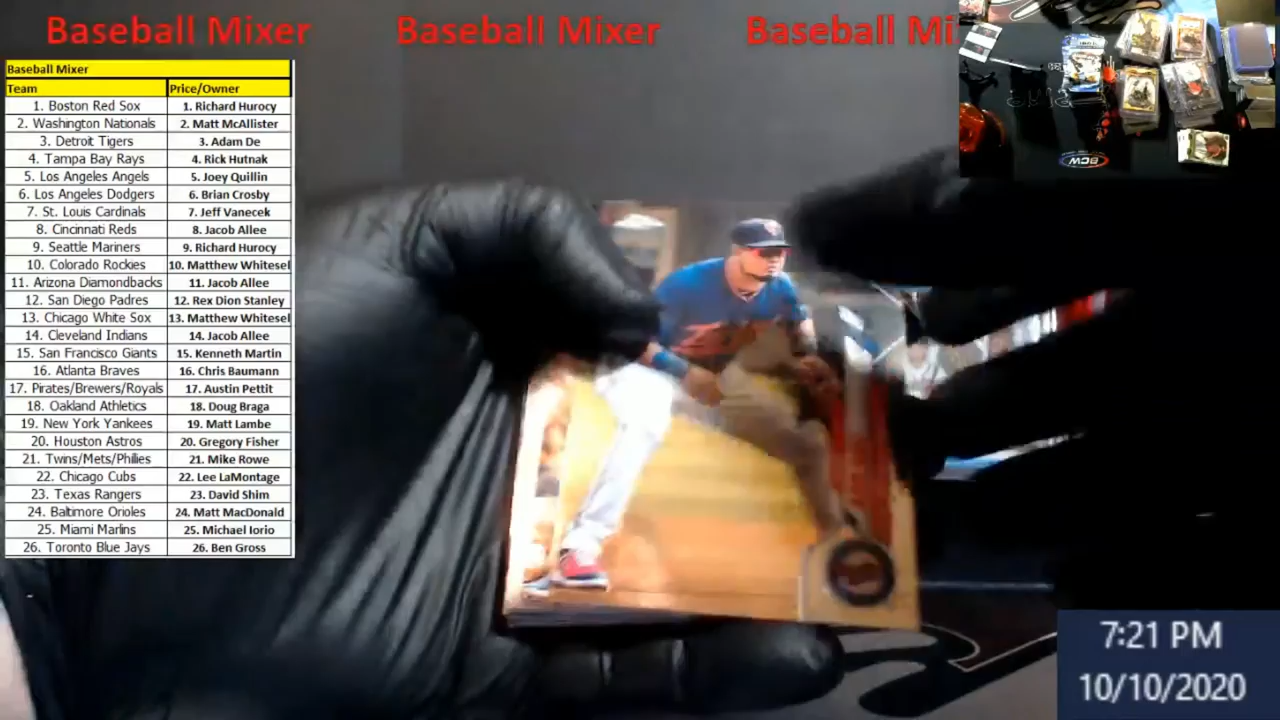 Baseball Mixer Baseball Mixer Baseball Mi
Baseball Mixer
Team Price/Owner
1. Boston Red Sox 1. Richard Hurocy
2. Washington Nationals 2. Matt McAllister
3. Detroit Tigers 3. Adam De
4. Tampa Bay Rays 4. Rick Hutnak
5. Los Angeles Angels 5. Joey Quillin
6. Los Angeles Dodgers 6. Brian Crosby
7. St. Louis Cardinals 7. Jeff Vanecek
8. Cincinnati Reds 8. Jacob Allee
9. Seattle Mariners 9. Richard Hurocy
10. Colorado Rockies 10. Matthew Whitesel
11. Arizona Diamondbacks 11. Jacob Allee
12. San Diego Padres 12. Rex Dion Stanley
13. Chicago White Sox 13. Matthew Whitesel
14. Cleveland Indians 14. Jacob Allee
15. San Francisco Giants 15. Kenneth Martin
16. Atlanta Braves 16. Chris Baumann
17. Pirates/Brewers/Royals 17. Austin Pettit
18. Oakland Athletics 18. Doug Braga
19. New York Yankees 19. Matt Lambe
20. Houston Astros 20. Gregory Fisher
21. Twins/Mets/Phillies 21. Mike Rowe
22. Chicago Cubs 22. Lee LaMontage
23. Texas Rangers 23. David Shim
24. Baltimore Orioles 24. Matt MacDonald
25. Miami Marlins 25. Michael Iorio
26. Toronto Blue Jays 26. Ben Gross
BCW
7:21 PM
10/10/2020